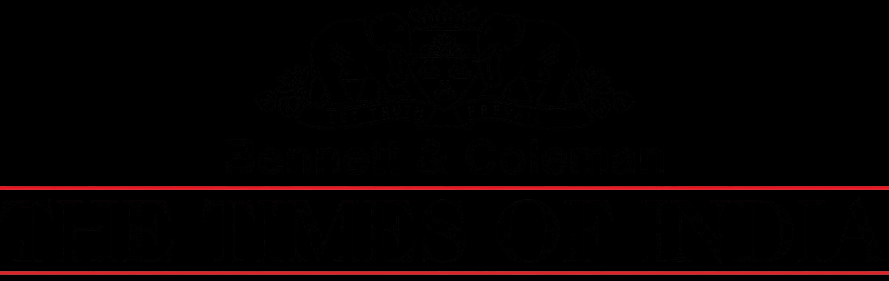 Bennett & Coleman
THE TIMES OF INDIA